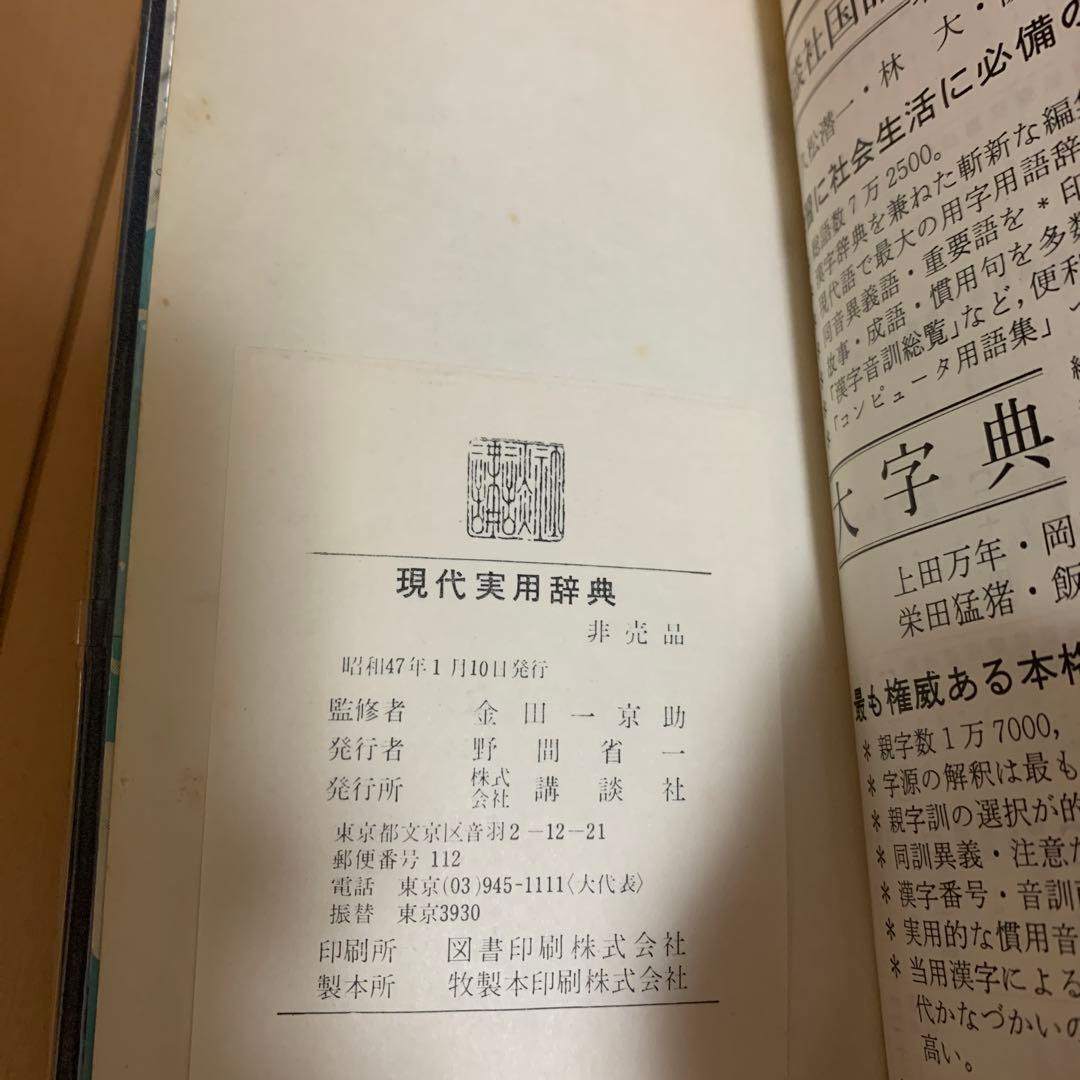 講談社
現代実用辞典
非売品
昭和47年1月10日発行
監修者 金田一京助
発行者 野間省一
発行所 株式会社 講談社
東京都文京区音羽2-12-21
郵便番号 112
電話 東京(03)945-1111〈大代表〉
振替 東京3930
印刷所 図書印刷株式会社
製本所 牧製本印刷株式会社
談社国語
松潜一・林 大・
に社会生活に必備の
総語数7万2500。
漢字辞典を兼ねた斬新な編集
現代語で最大の用字用語辞
同音異義語・重要語を*印
故事・成語・慣用句を多数
*「漢字音訓総覧」など,便利
*「コンピュータ用語集」
大字典
上田万年・岡
栄田猛猪・飯
最も権威ある本格
*親字数1万7000,
*字源の解釈は最も
*親字訓の選択が的
*同訓異義・注意
*漢字番号・音訓
*実用的な慣用音
*当用漢字による
代かなづかいの
高い。